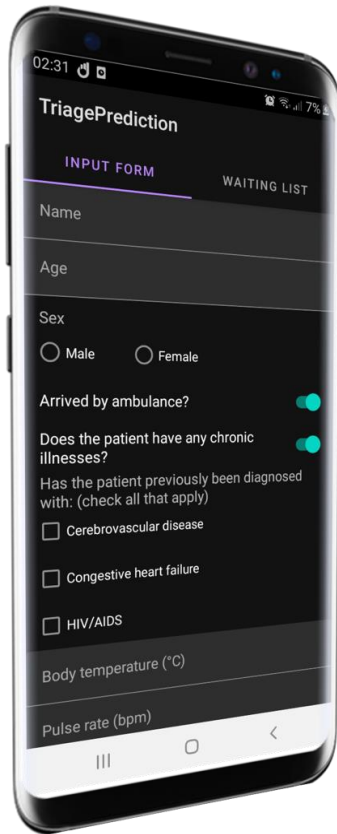 02:31 7%
TriagePrediction
INPUT FORM WAITING LIST
Name
Age
Sex
Male Female
Arrived by ambulance?
Does the patient have any chronic
illnesses?
Has the patient previously been diagnosed
with: (check all that apply)
Cerebrovascular disease
Congestive heart failure
HIV/AIDS
Body temperature (°C)
Pulse rate (bpm)